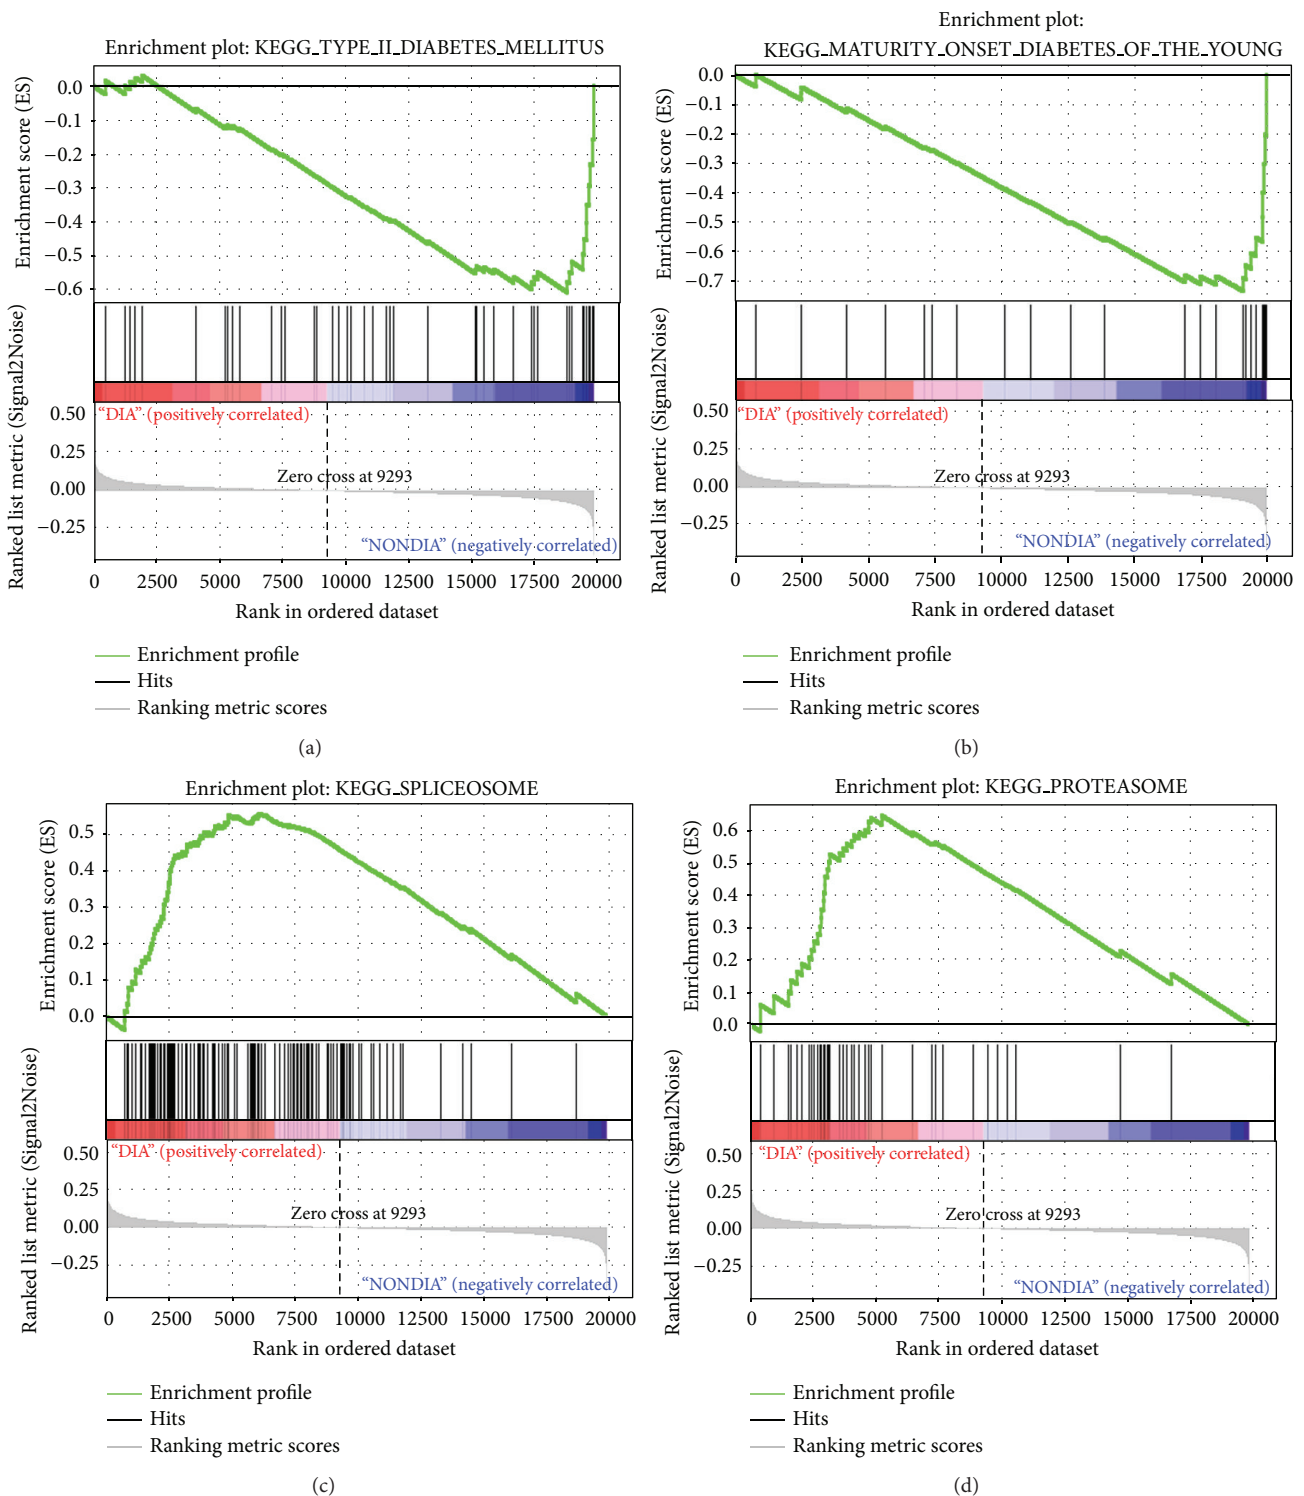 Enrichment plot: KEGG_TYPE_II_DIABETES_MELLITUS
Enrichment score (ES)
0.0
−0.1
−0.2
−0.3
−0.4
−0.5
−0.6
Ranked list metric (Signal2Noise)
0.50
0.25
0.00
−0.25
“DIA” (positively correlated)
Zero cross at 9293
“NONDIA” (negatively correlated)
0 2500 5000 7500 10000 12500 15000 17500 20000
Rank in ordered dataset
Enrichment profile
Hits
Ranking metric scores
(a)
Enrichment plot:
KEGG_MATURITY_ONSET_DIABETES_OF_THE_YOUNG
Enrichment score (ES)
0.0
−0.1
−0.2
−0.3
−0.4
−0.5
−0.6
−0.7
Ranked list metric (Signal2Noise)
0.50
0.25
0.00
−0.25
“DIA” (positively correlated)
Zero cross at 9293
“NONDIA” (negatively correlated)
0 2500 5000 7500 10000 12500 15000 17500 20000
Rank in ordered dataset
Enrichment profile
Hits
Ranking metric scores
(b)
Enrichment plot: KEGG_SPLICEOSOME
Enrichment score (ES)
0.5
0.4
0.3
0.2
0.1
0.0
Ranked list metric (Signal2Noise)
0.50
0.25
0.00
−0.25
“DIA” (positively correlated)
Zero cross at 9293
“NONDIA” (negatively correlated)
0 2500 5000 7500 10000 12500 15000 17500 20000
Rank in ordered dataset
Enrichment profile
Hits
Ranking metric scores
(c)
Enrichment plot: KEGG_PROTEASOME
Enrichment score (ES)
0.6
0.5
0.4
0.3
0.2
0.1
0.0
Ranked list metric (Signal2Noise)
0.50
0.25
0.00
−0.25
“DIA” (positively correlated)
Zero cross at 9293
“NONDIA” (negatively correlated)
0 2500 5000 7500 10000 12500 15000 17500 20000
Rank in ordered dataset
Enrichment profile
Hits
Ranking metric scores
(d)